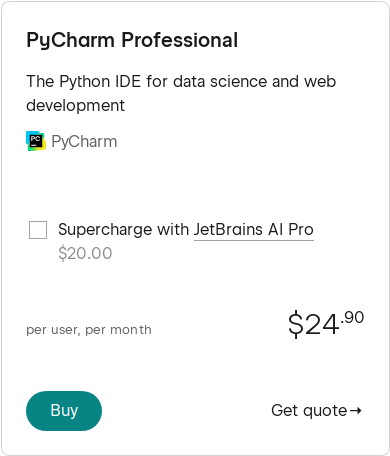 PyCharm Professional
The Python IDE for data science and web
development
PC
PyCharm
Supercharge with JetBrains AI Pro
$20.00
per user, per month
$24.90
Buy
Get quote→